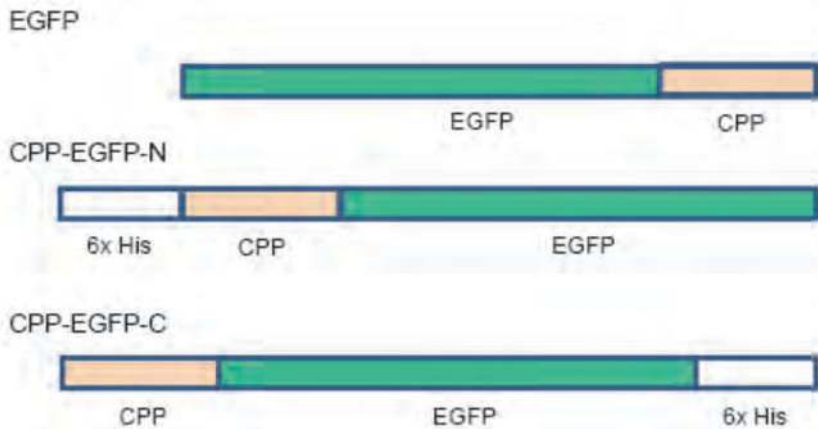 EGFP
EGFP CPP
CPP-EGFP-N
6x His CPP EGFP
CPP-EGFP-C
CPP EGFP 6x His